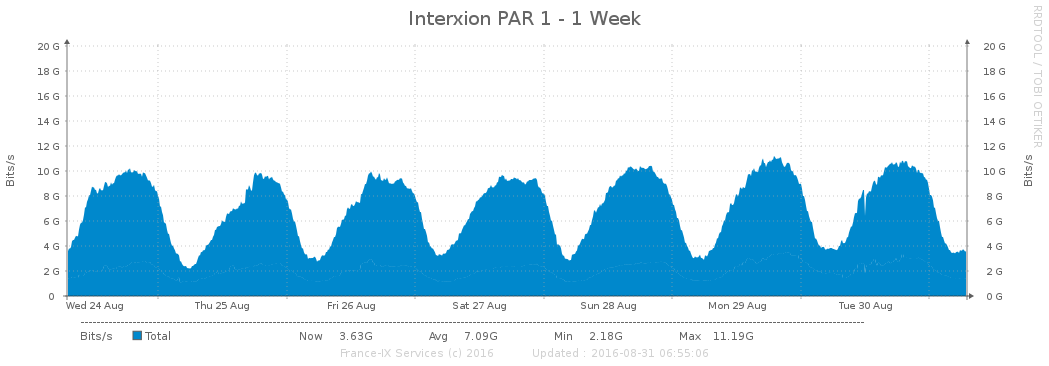 Interxion PAR 1 - 1 Week
RRDTOOL / TOBI OETIKER
Bits/s
Bits/s
20 G 20 G
18 G 18 G
16 G 16 G
14 G 14 G
12 G 12 G
10 G 10 G
8 G 8 G
6 G 6 G
4 G 4 G
2 G 2 G
0 0 G
Wed 24 Aug Thu 25 Aug Fri 26 Aug Sat 27 Aug Sun 28 Aug Mon 29 Aug Tue 30 Aug
Bits/s Total Now 3.63G Avg 7.09G Min 2.18G Max 11.19G
France-IX Services (c) 2016 Updated : 2016-08-31 06:55:06